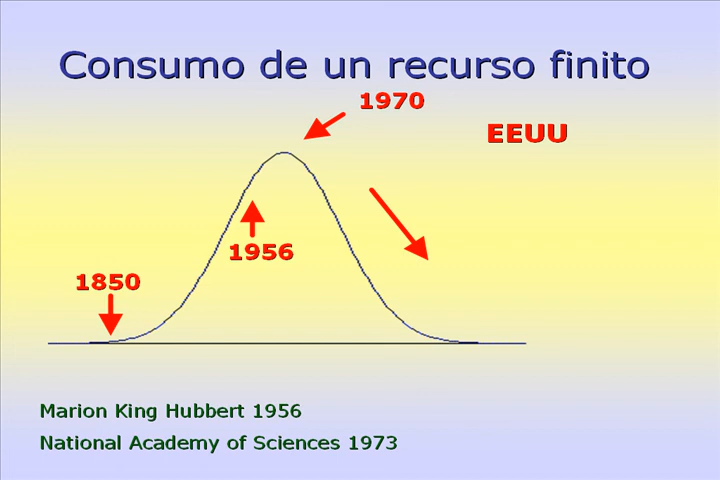 Consumo de un recurso finito
1970
EEUU
1956
1850
Marion King Hubbert 1956
National Academy of Sciences 1973